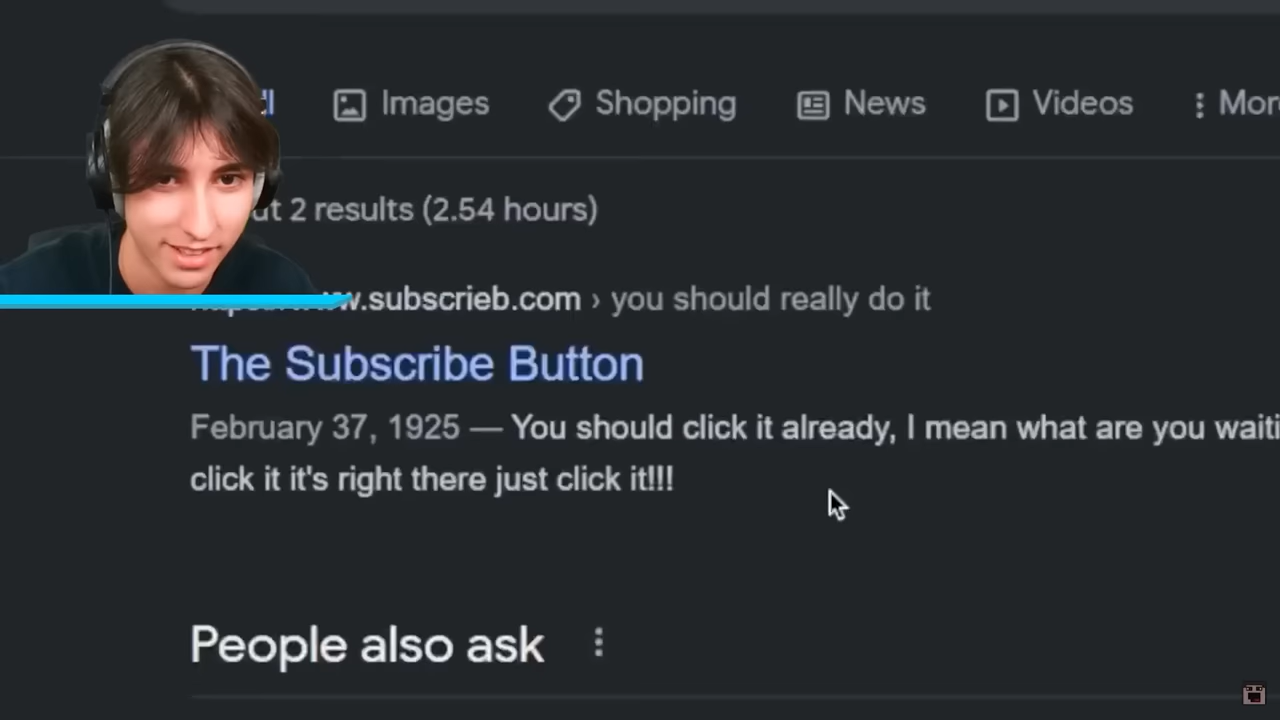 Images Shopping News Videos
2 results (2.54 hours)
.subscrieb.com › you should really do it
The Subscribe Button
February 37, 1925 — You should click it already, I mean what are you
click it it's right there just click it!!!
People also ask